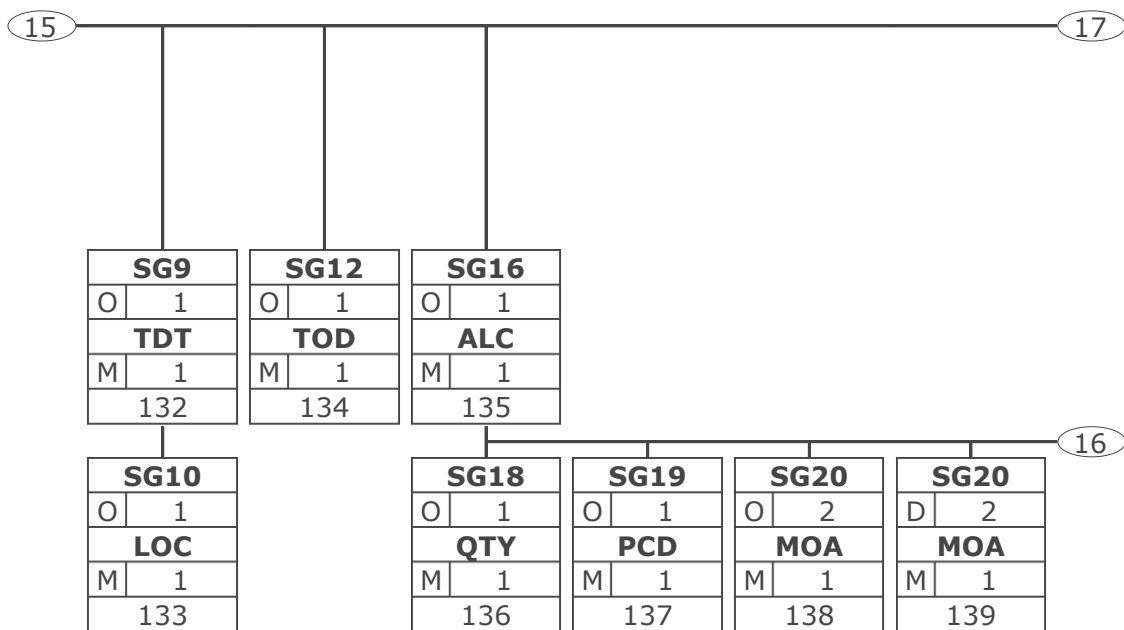 15 17
SG9 SG12 SG16
O 1 O 1 O 1
TDT TOD ALC
M 1 M 1 M 1
132 134 135
16
SG10 SG18 SG19 SG20 SG20
O 1 O 1 O 1 O 2 D 2
LOC QTY PCD MOA MOA
M 1 M 1 M 1 M 1 M 1
133 136 137 138 139